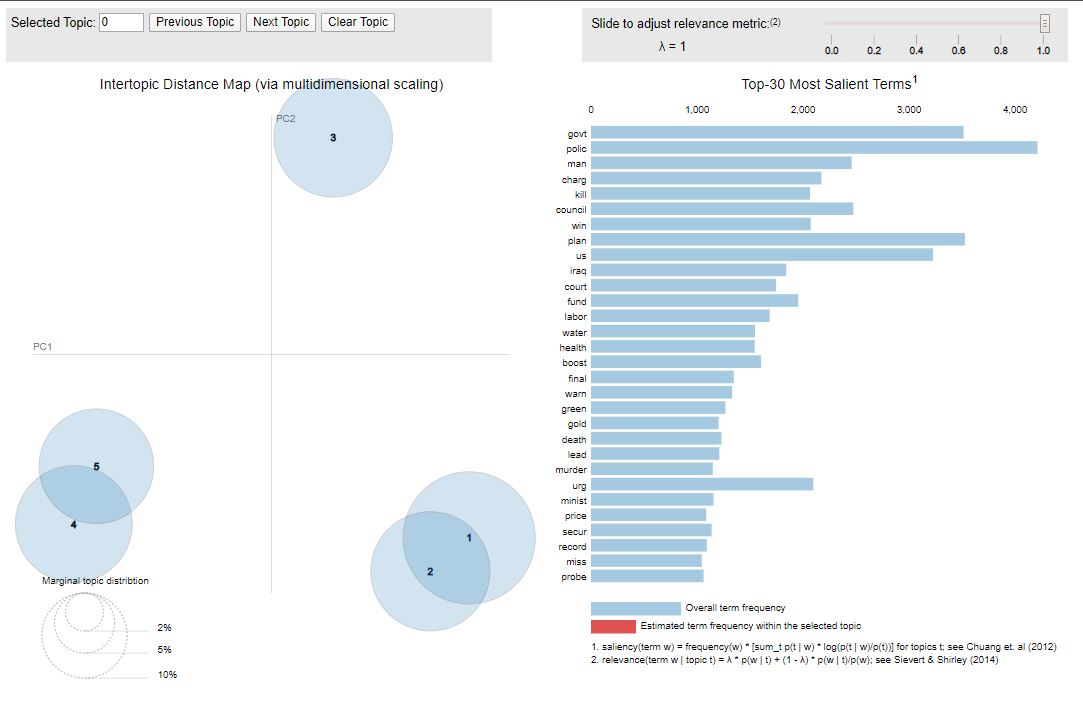 Selected Topic: 0 Previous Topic Next Topic Clear Topic
Slide to adjust relevance metric:(2)
λ = 1
0.0 0.2 0.4 0.6 0.8 1.0
Intertopic Distance Map (via multidimensional scaling)
PC2
PC1
3
5
4
1
2
Marginal topic distribtion
2%
5%
10%
Top-30 Most Salient Terms1
0 1,000 2,000 3,000 4,000
govt
polic
man
charg
kill
council
win
plan
us
iraq
court
fund
labor
water
health
boost
final
warn
green
gold
death
lead
murder
urg
minist
price
secur
record
miss
probe
Overall term frequency
Estimated term frequency within the selected topic
1. saliency(term w) = frequency(w) * [sum_t p(t | w) * log(p(t | w)/p(t))] for topics t; see Chuang et. al (2012)
2. relevance(term w | topic t) = λ * p(w | t) + (1 - λ) * p(w | t)/p(w); see Sievert & Shirley (2014)